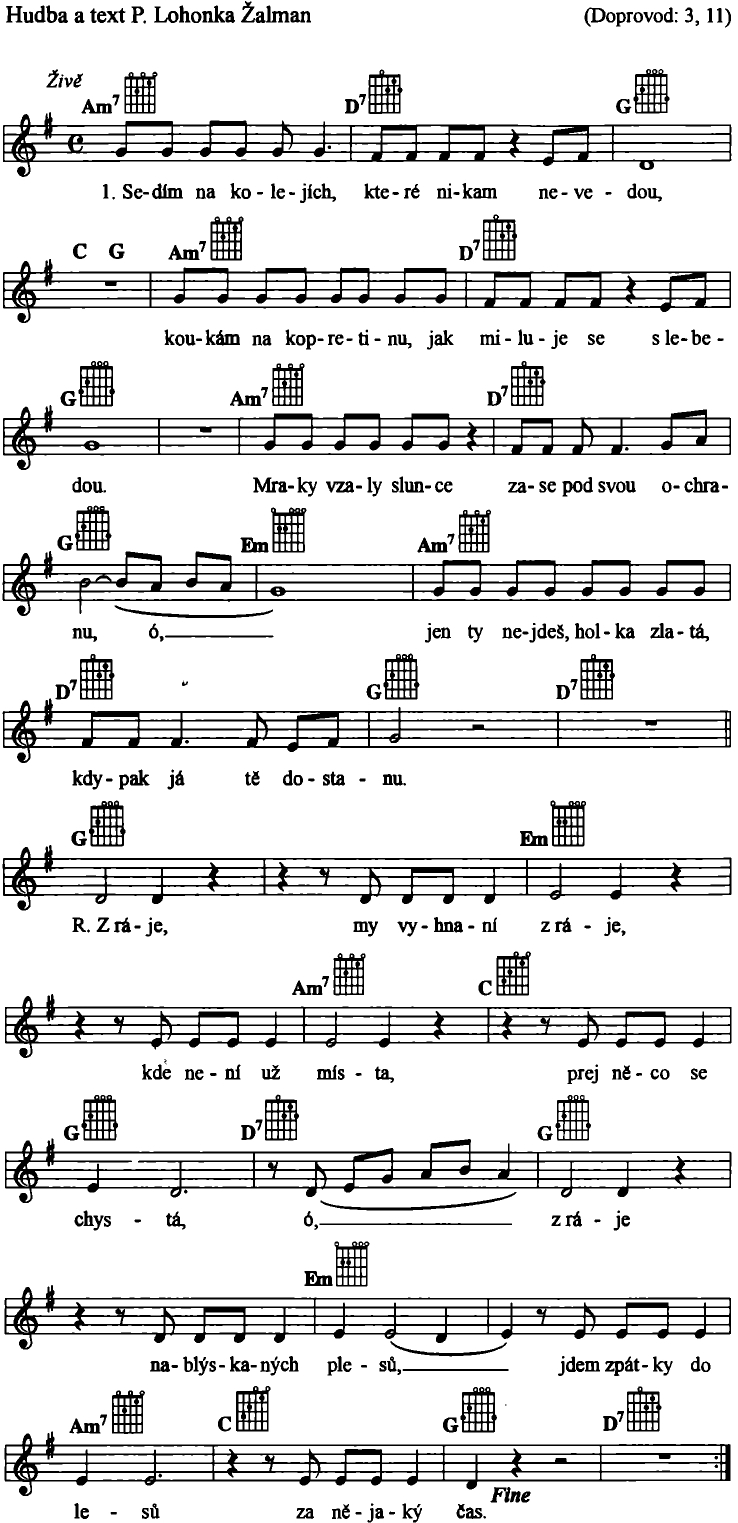 Hudba a text P. Lohonka Žalman (Doprovod: 3, 11)
Živě
Am7 D7 G
1. Se-dím na ko-le-jích, kte-ré ni-kam ne-ve-dou,
C G Am7 D7
kou-kám na kop-re-ti-nu, jak mi-lu-je se s le-be-
G Am7 D7
dou. Mra-ky vza-ly slun-ce za-se pod svou o-chra-
G Em Am7
nu, ó, jen ty ne-jdeš, hol-ka zla-tá,
D7 G D7
kdy-pak já tě do-sta-nu.
G Em
R. Z rá-je, my vy-hna-ní z rá-je,
Am7 C
kde ne-ní už mís-ta, prej ně-co se
G D7 G
chys-tá, ó, z rá-je
Em
na-blýs-ka-ných ple-sů, jdem zpát-ky do
Am7 C G D7
Fine
le-sů za ně-ja-ký čas.